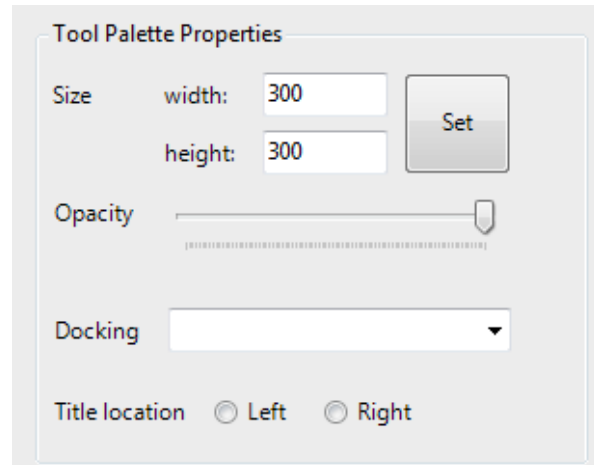 Tool Palette Properties
Size width: 300
Set
height: 300
Opacity
Docking
Title location Left Right